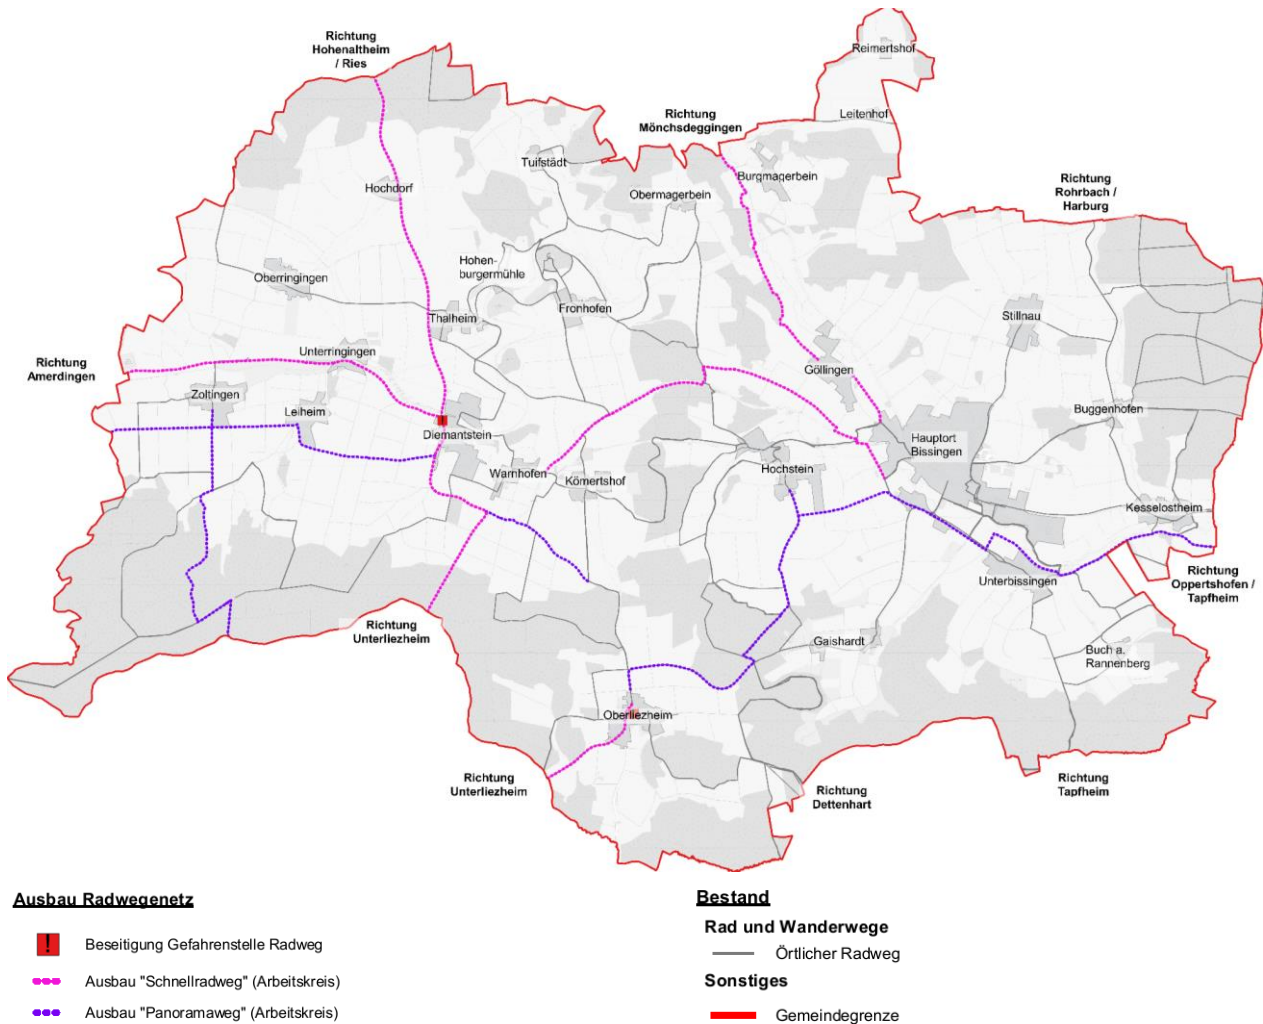 Richtung
Hohenaltheim
/ Ries
Reimertshof
Richtung
Mönchsdeggingen
Leitenhof
Tuifstädt
Burgmagerbein
Hochdorf
Obermagerbein
Richtung
Rohrbach /
Harburg
Hohen-
burgermühle
Oberringingen
Fronhofen
Thalheim
Stillnau
Unterringingen
Richtung
Amerdingen
Göllingen
Zoltingen
Leiheim
Buggenhofen
Diemantstein
Hauptort
Bissingen
Warnhofen
Kömertshof
Hochstein
Kesselostheim
Unterbissingen
Richtung
Oppertshofen /
Tapfheim
Richtung
Unterliezheim
Gaishardt
Buch a.
Rannenberg
Oberliezheim
Richtung
Unterliezheim
Richtung
Dettenhart
Richtung
Tapfheim
Ausbau Radwegenetz
! Beseitigung Gefahrenstelle Radweg
Ausbau "Schnellradweg" (Arbeitskreis)
Ausbau "Panoramaweg" (Arbeitskreis)
Bestand
Rad und Wanderwege
Örtlicher Radweg
Sonstiges
Gemeindegrenze